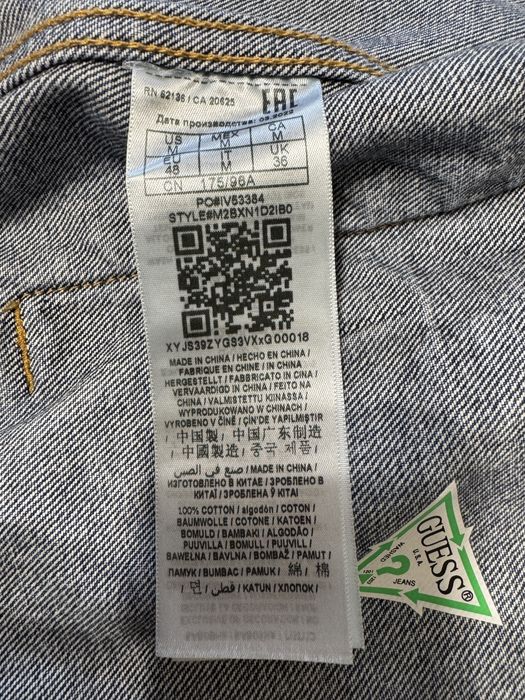 RN 62136 / CA 20625 EAC
Дата производства: 03.2022
US MEX CA
M M M
EU I UK
48 M 36
CN 175/96A
PO#IV53384
STYLE#M2BXN1D2IB0
XYJS39ZYGS3VXxG00018
MADE IN CHINA / HECHO EN CHINA /
FABRIQUE EN CHINE / IN CHINA
HERGESTELLT / FABBRICATO IN CINA /
VERVAARDIGD IN CHINA / FEITO NA
CHINA / VALMISTETTU KIINASSA /
WYPRODUKOWANO W CHINACH /
VYROBENO V ČÍNĚ / ÇİN'DE YAPILMIŞTIR
/ 中国製 / 中国广东制造
/ 中國製造 / 중국 제품 /
صنع في الصين / MADE IN CHINA /
ИЗГОТОВЛЕНО В КИТАЕ / ЗРОБЛЕНО В
КИТАЇ / ЗРОБЛЕНА Ў КІТАІ
100% COTTON / algodón / COTON /
BAUMWOLLE / COTONE / KATOEN /
BOMULD / BAMBAKI / ALGODÃO /
PUUVILLA / BOMULL / PUUVILL /
BAWEŁNA / BAVLNA / BOMBAŽ / PAMUT /
ПАМУК / BUMBAC / PAMUK / 綿 / 棉
/ 면 / قطن / KATUN / ХЛОПОК /
GUESS ®
U.S.A.
WASHED
?
JEANS